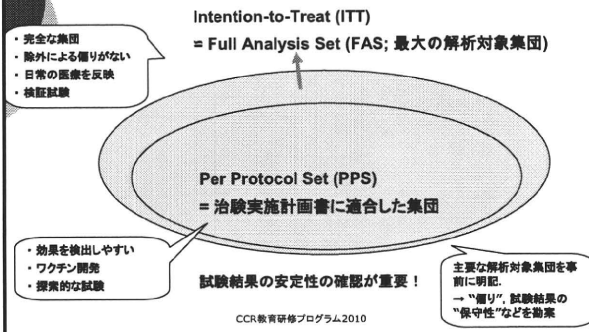 Intention-to-Treat (ITT)
= Full Analysis Set (FAS; 最大の解析対象集団)
・完全な集団
・除外による偏りがない
・日常の医療を反映
・検証試験
Per Protocol Set (PPS)
= 治験実施計画書に適合した集団
・効果を検出しやすい
・ワクチン開発
・探索的な試験
試験結果の安定性の確認が重要！
主要な解析対象集団を事
前に明記.
→ “偏り”, 試験結果の
“保守性”などを勘案
CCR教育研修プログラム2010